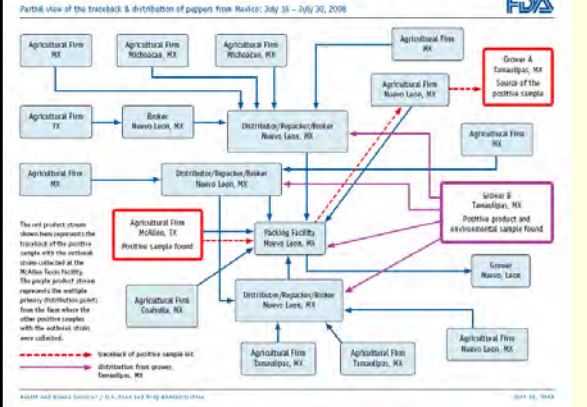 Partial view of the traceback & distribution of peppers from Mexico: July 16 – July 30, 2008
FDA
Agricultural Firm
MX
Agricultural Firm
Michoacan, MX
Agricultural Firm
Michoacan, MX
Agricultural Firm
MX
Agricultural Firm
Nuevo Leon, MX
Grower A
Tamaulipas, MX
Source of the
positive sample
Agricultural Firm
TX
Broker
Nuevo Leon, MX
Distributor/Repacker/Broker
Nuevo Leon, MX
Agricultural Firm
MX
Agricultural Firm
MX
Distributor/Repacker/Broker
Nuevo Leon, MX
Grower B
Tamaulipas, MX
Positive product and
environmental sample found
The red product stream
shown here represents the
traceback of the positive
sample with the outbreak
strain collected at the
McAllen Texas facility.
The purple product stream
represents the multiple
primary distribution points
from the farm where the
other positive samples
with the outbreak strain
were collected.
Agricultural Firm
McAllen, TX
Positive sample found
Packing Facility
Nuevo Leon, MX
Grower
Nuevo, Leon
Agricultural Firm
Coahuila, MX
Distributor/Repacker/Broker
Nuevo Leon, MX
Agricultural Firm
Tamaulipas, MX
Agricultural Firm
Tamaulipas, MX
Agricultural Firm
Nuevo Leon, MX
traceback of positive sample lot
distribution from grower,
Tamaulipas, MX
Health and Human Services / U.S. Food and Drug Administration